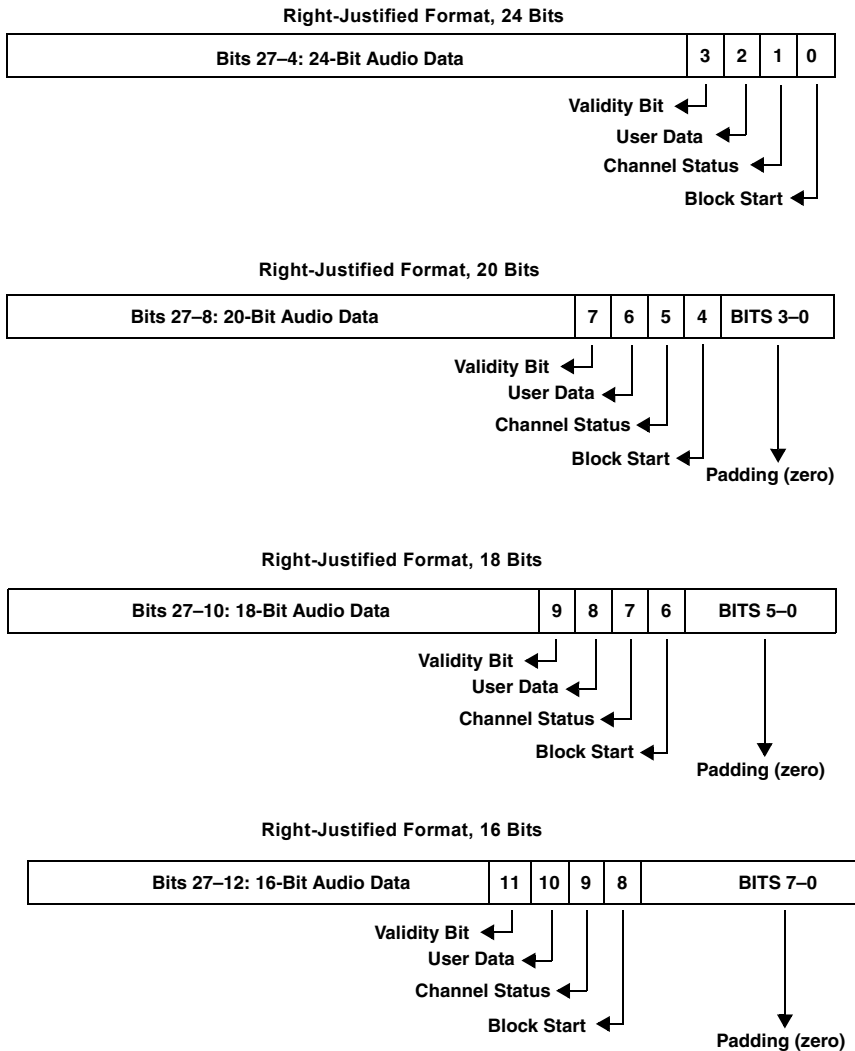 Right-Justified Format, 24 Bits
Bits 27–4: 24-Bit Audio Data 3 2 1 0
Validity Bit
User Data
Channel Status
Block Start
Right-Justified Format, 20 Bits
Bits 27–8: 20-Bit Audio Data 7 6 5 4 BITS 3–0
Validity Bit
User Data
Channel Status
Block Start
Padding (zero)
Right-Justified Format, 18 Bits
Bits 27–10: 18-Bit Audio Data 9 8 7 6 BITS 5–0
Validity Bit
User Data
Channel Status
Block Start
Padding (zero)
Right-Justified Format, 16 Bits
Bits 27–12: 16-Bit Audio Data 11 10 9 8 BITS 7–0
Validity Bit
User Data
Channel Status
Block Start
Padding (zero)